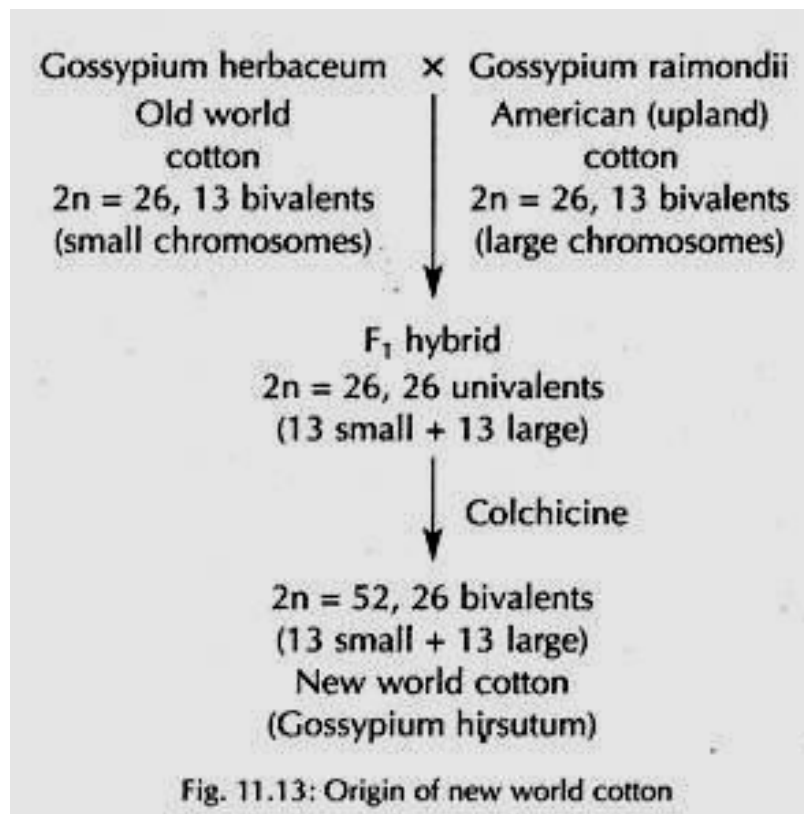 Gossypium herbaceum × Gossypium raimondii
Old world American (upland)
cotton cotton
2n = 26, 13 bivalents 2n = 26, 13 bivalents
(small chromosomes) (large chromosomes)
F₁ hybrid
2n = 26, 26 univalents
(13 small + 13 large)
Colchicine
2n = 52, 26 bivalents
(13 small + 13 large)
New world cotton
(Gossypium hirsutum)
Fig. 11.13: Origin of new world cotton